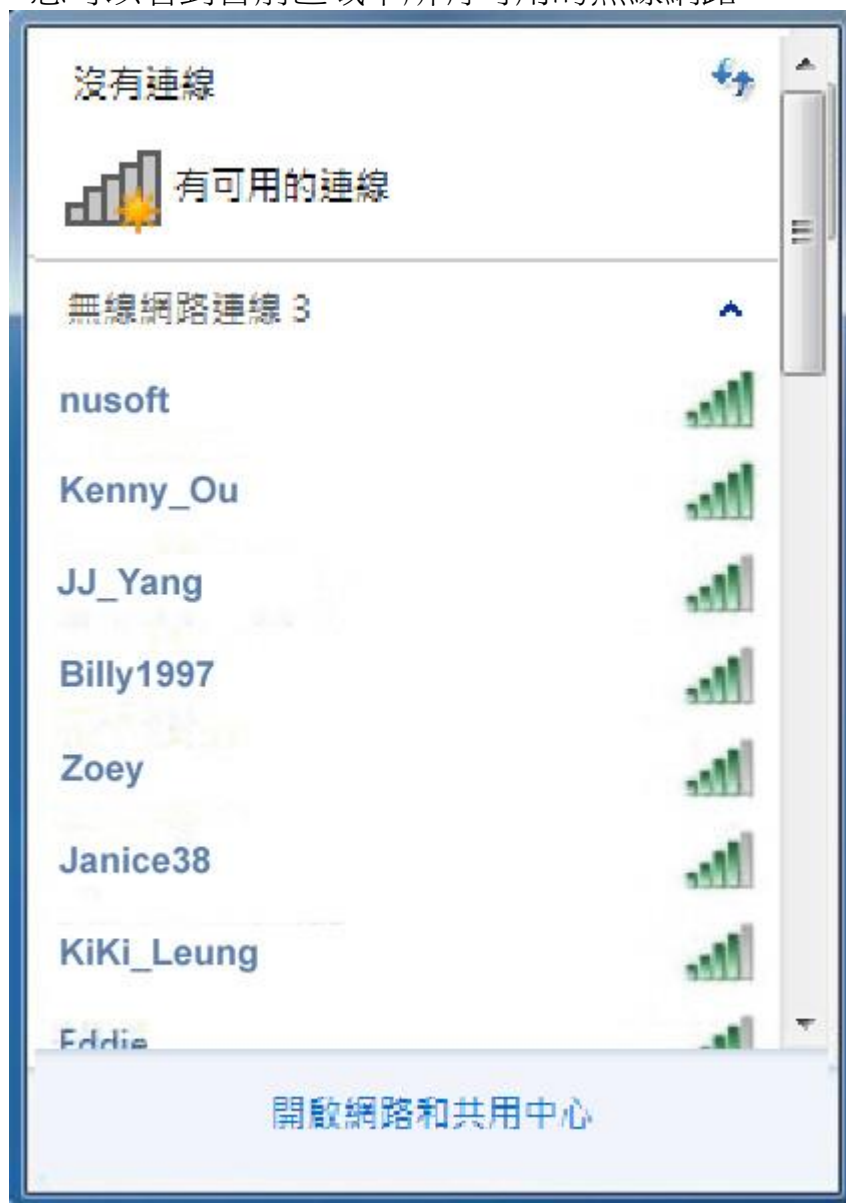 沒有連線
有可用的連線
無線網路連線 3
nusoft
Kenny_Ou
JJ_Yang
Billy1997
Zoey
Janice38
KiKi_Leung
Eddie
開啟網路和共用中心